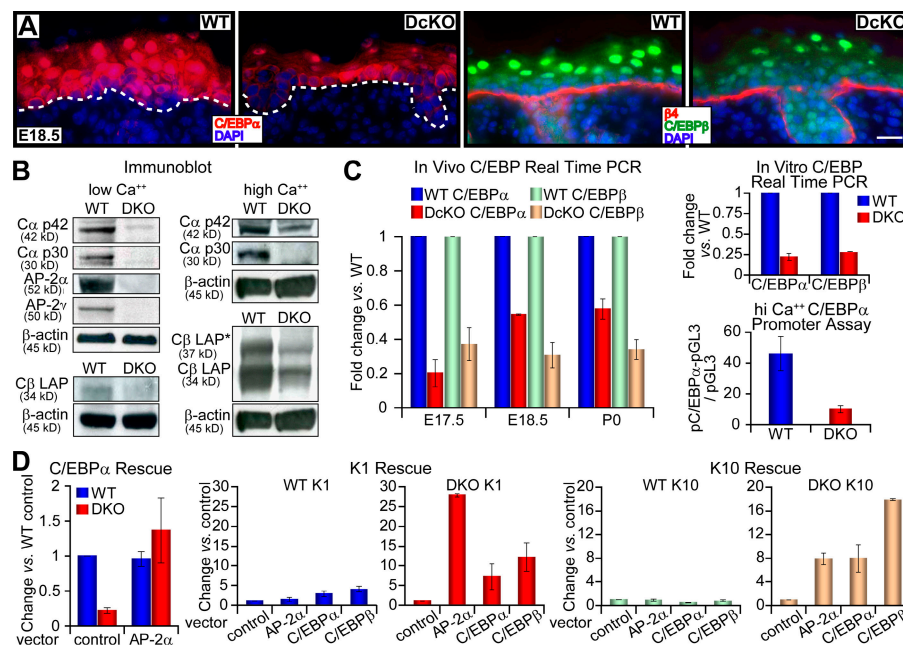 A
WT
DcKO
WT
DcKO
E18.5
C/EBPα
DAPI
β4
C/EBPβ
DAPI
B
Immunoblot
low Ca⁺⁺
WT DKO
Cα p42
(42 kD)
Cα p30
(30 kD)
AP-2α
(52 kD)
AP-2γ
(50 kD)
β-actin
(45 kD)
Cβ LAP
(34 kD)
β-actin
(45 kD)
high Ca⁺⁺
WT DKO
Cα p42
(42 kD)
Cα p30
(30 kD)
β-actin
(45 kD)
WT DKO
Cβ LAP*
(37 kD)
Cβ LAP
(34 kD)
β-actin
(45 kD)
C
In Vivo C/EBP Real Time PCR
WT C/EBPα WT C/EBPβ
DcKO C/EBPα DcKO C/EBPβ
Fold change vs. WT
1
0.8
0.6
0.4
0.2
0
E17.5 E18.5 P0
In Vitro C/EBP
Real Time PCR
WT
DKO
Fold change
vs. WT
1
0.75
0.5
0.25
0
C/EBPα C/EBPβ
hi Ca⁺⁺ C/EBPα
Promoter Assay
pC/EBPα-pGL3
/ pGL3
60
40
20
0
WT DKO
D
C/EBPα Rescue
WT
DKO
Change vs. WT control
2
1.5
1
0.5
0
vector control AP-2α
K1 Rescue
WT K1
Change vs. control
30
25
20
15
10
5
0
vector
control AP-2α C/EBPα C/EBPβ
DKO K1
30
25
20
15
10
5
0
control AP-2α C/EBPα C/EBPβ
K10 Rescue
WT K10
Change vs. control
20
16
12
8
4
0
vector
control AP-2α C/EBPα C/EBPβ
DKO K10
20
16
12
8
4
0
control AP-2α C/EBPα C/EBPβ